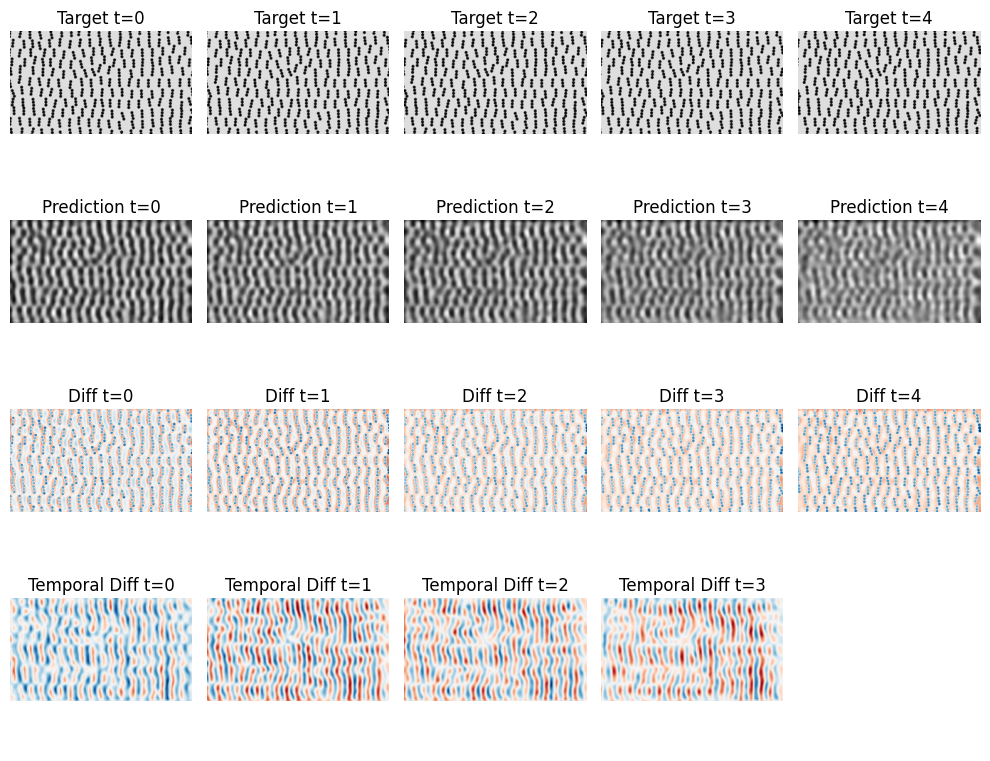 Target t=0 Target t=1 Target t=2 Target t=3 Target t=4
Prediction t=0 Prediction t=1 Prediction t=2 Prediction t=3 Prediction t=4
Diff t=0 Diff t=1 Diff t=2 Diff t=3 Diff t=4
Temporal Diff t=0 Temporal Diff t=1 Temporal Diff t=2 Temporal Diff t=3